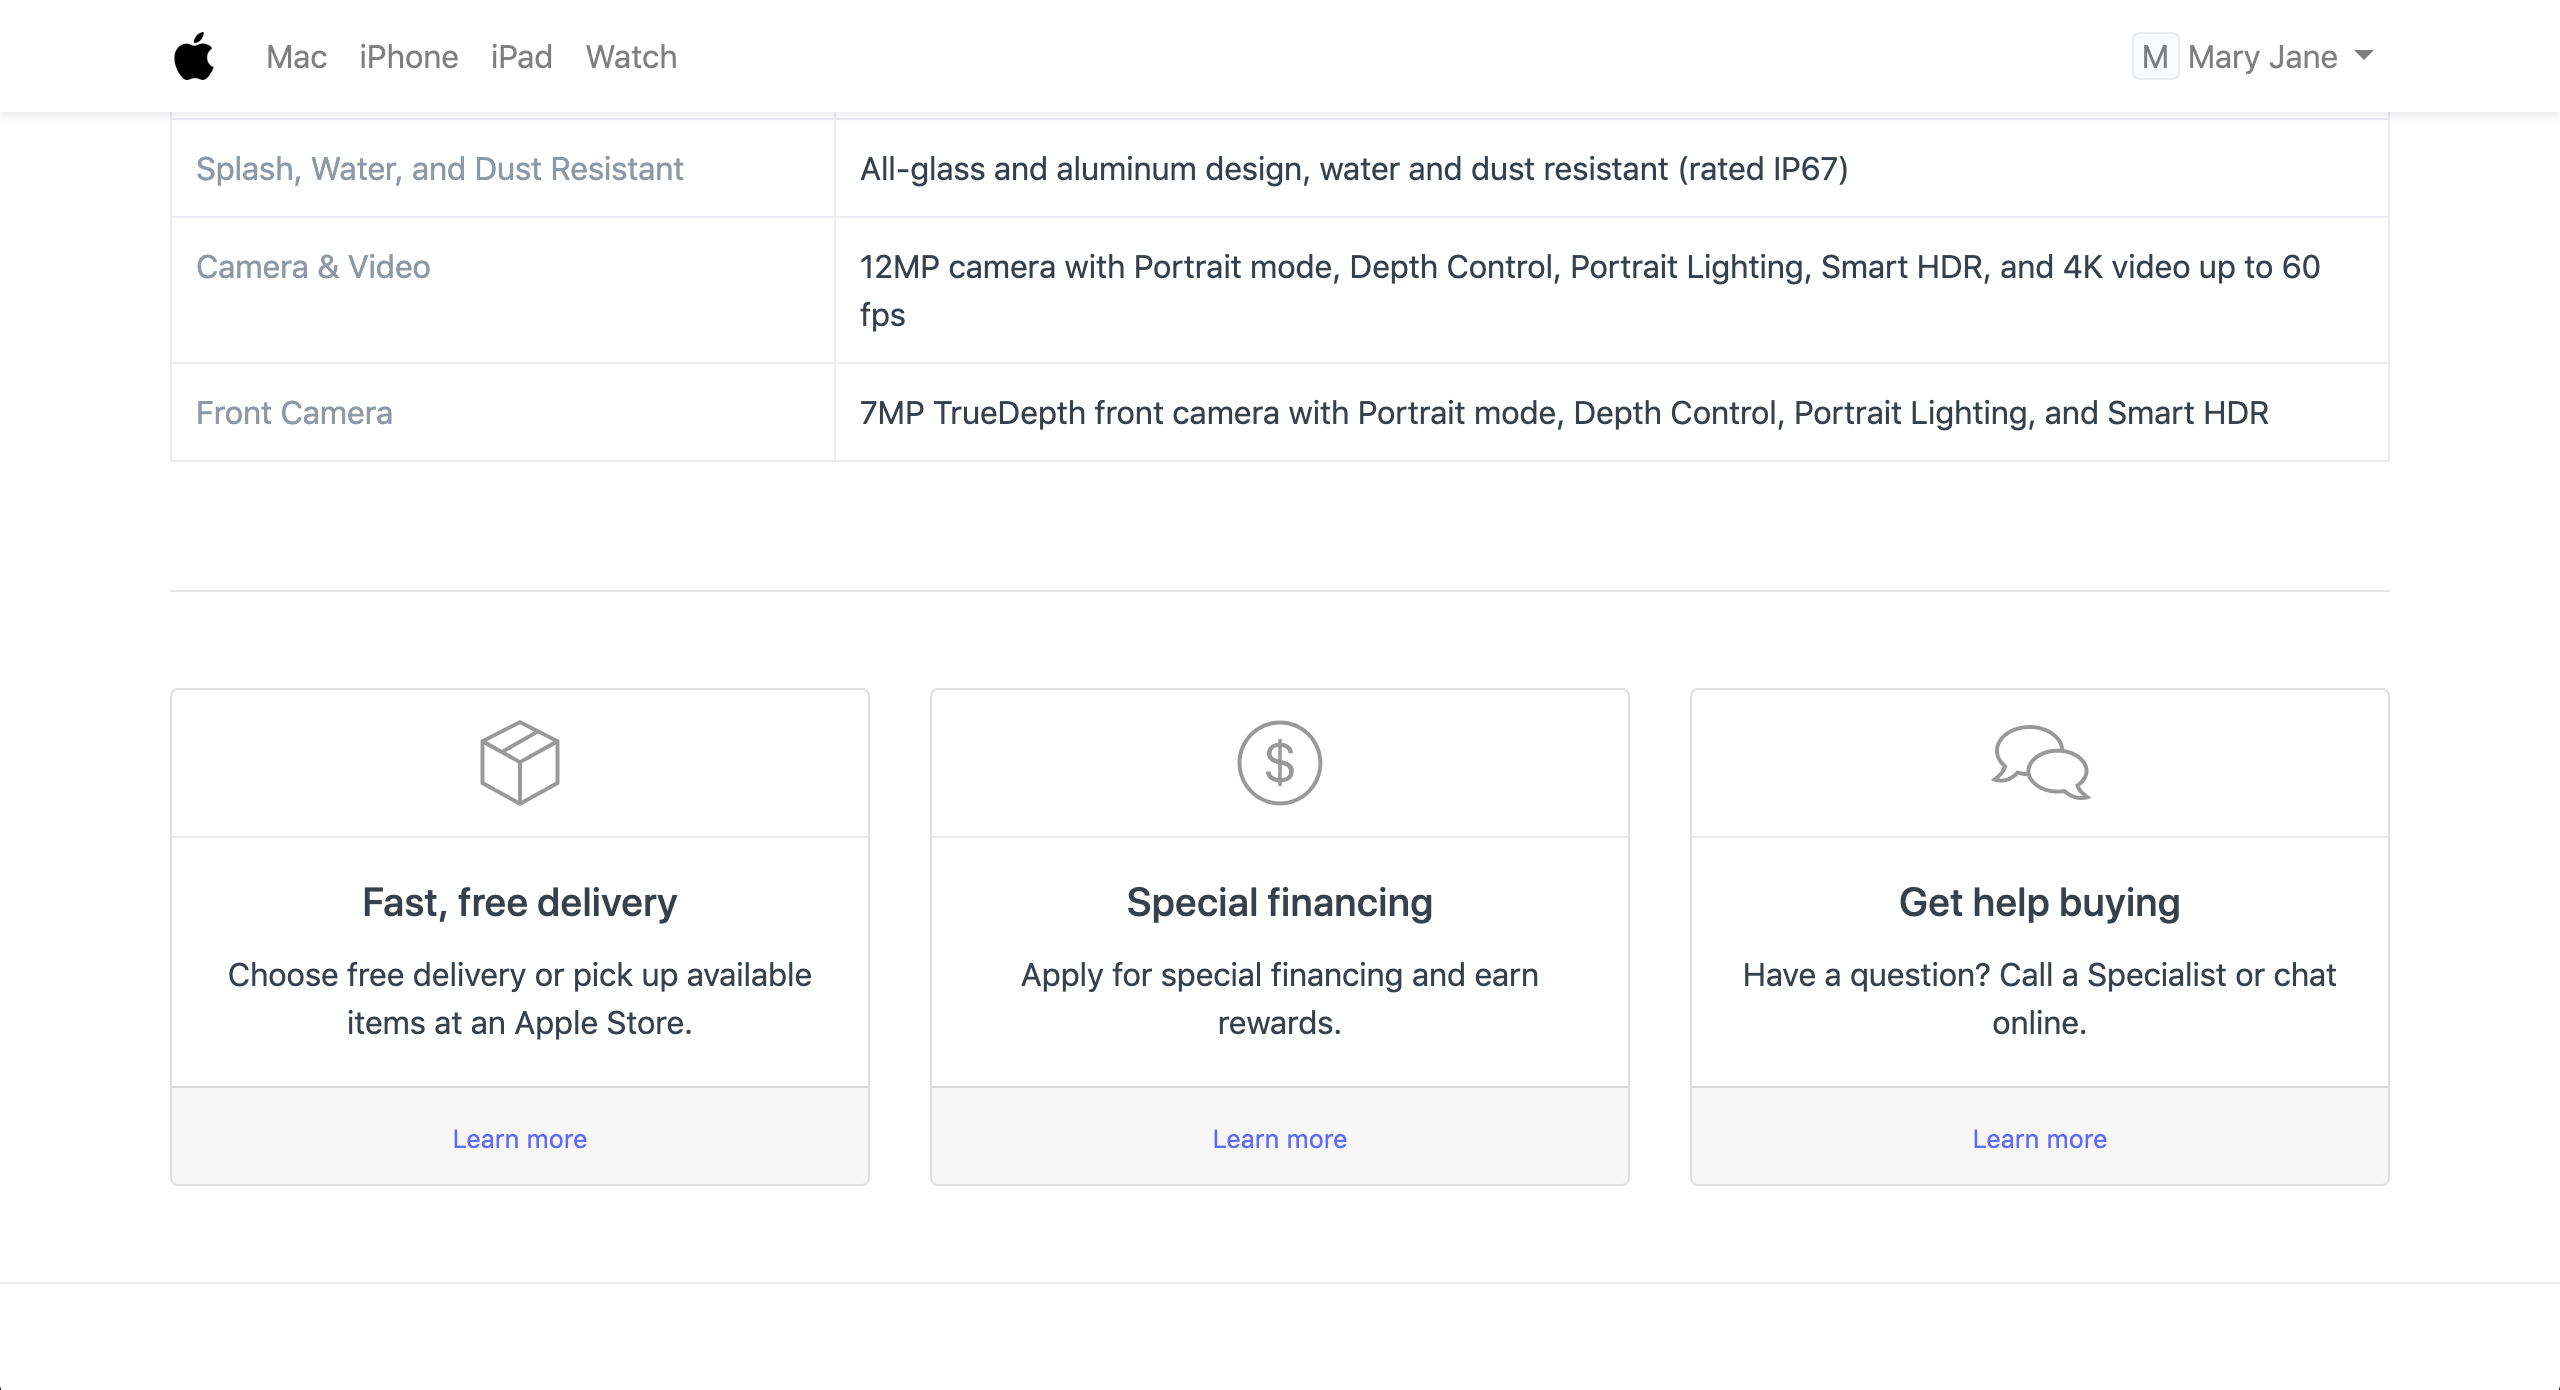 Mac iPhone iPad Watch M Mary Jane
Splash, Water, and Dust Resistant
All-glass and aluminum design, water and dust resistant (rated IP67)
Camera & Video
12MP camera with Portrait mode, Depth Control, Portrait Lighting, Smart HDR, and 4K video up to 60
fps
Front Camera
7MP TrueDepth front camera with Portrait mode, Depth Control, Portrait Lighting, and Smart HDR
$
Fast, free delivery
Choose free delivery or pick up available
items at an Apple Store.
Learn more
Special financing
Apply for special financing and earn
rewards.
Learn more
Get help buying
Have a question? Call a Specialist or chat
online.
Learn more